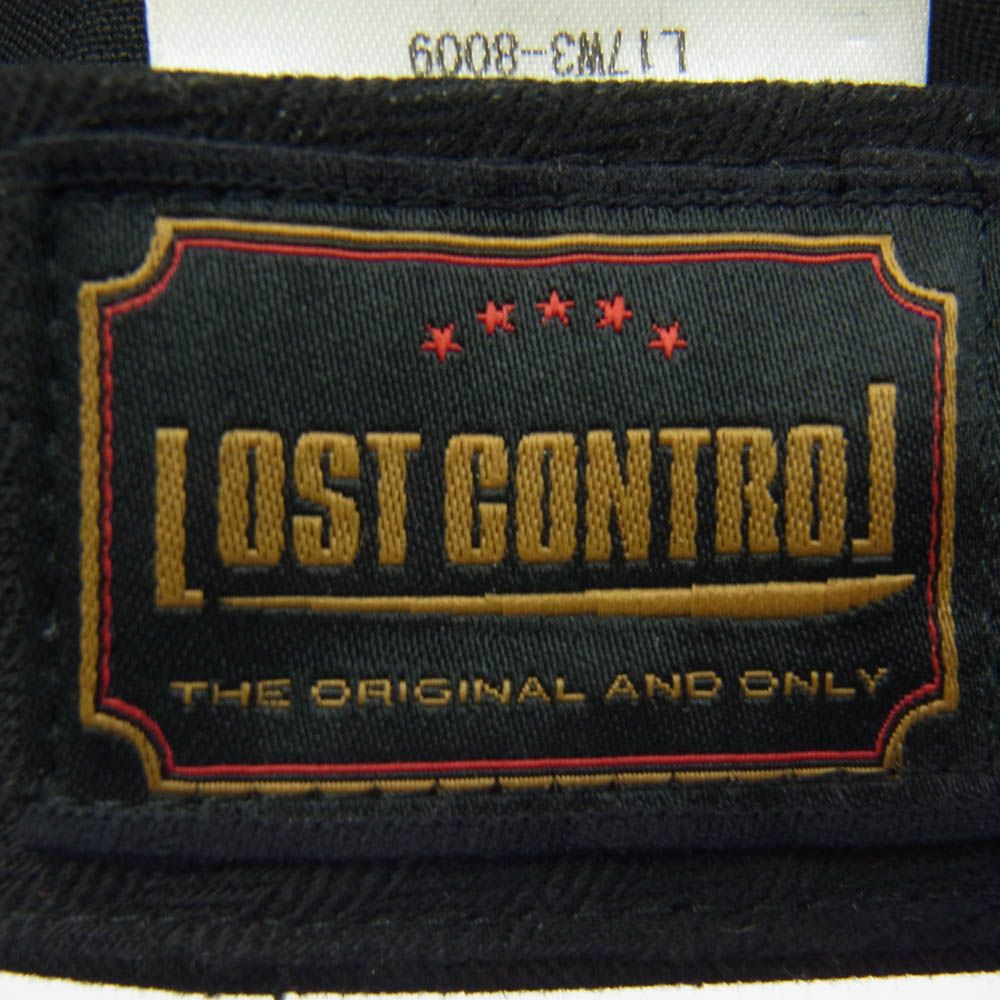 L17W3-8009
LOST CONTROL
THE ORIGINAL AND ONLY